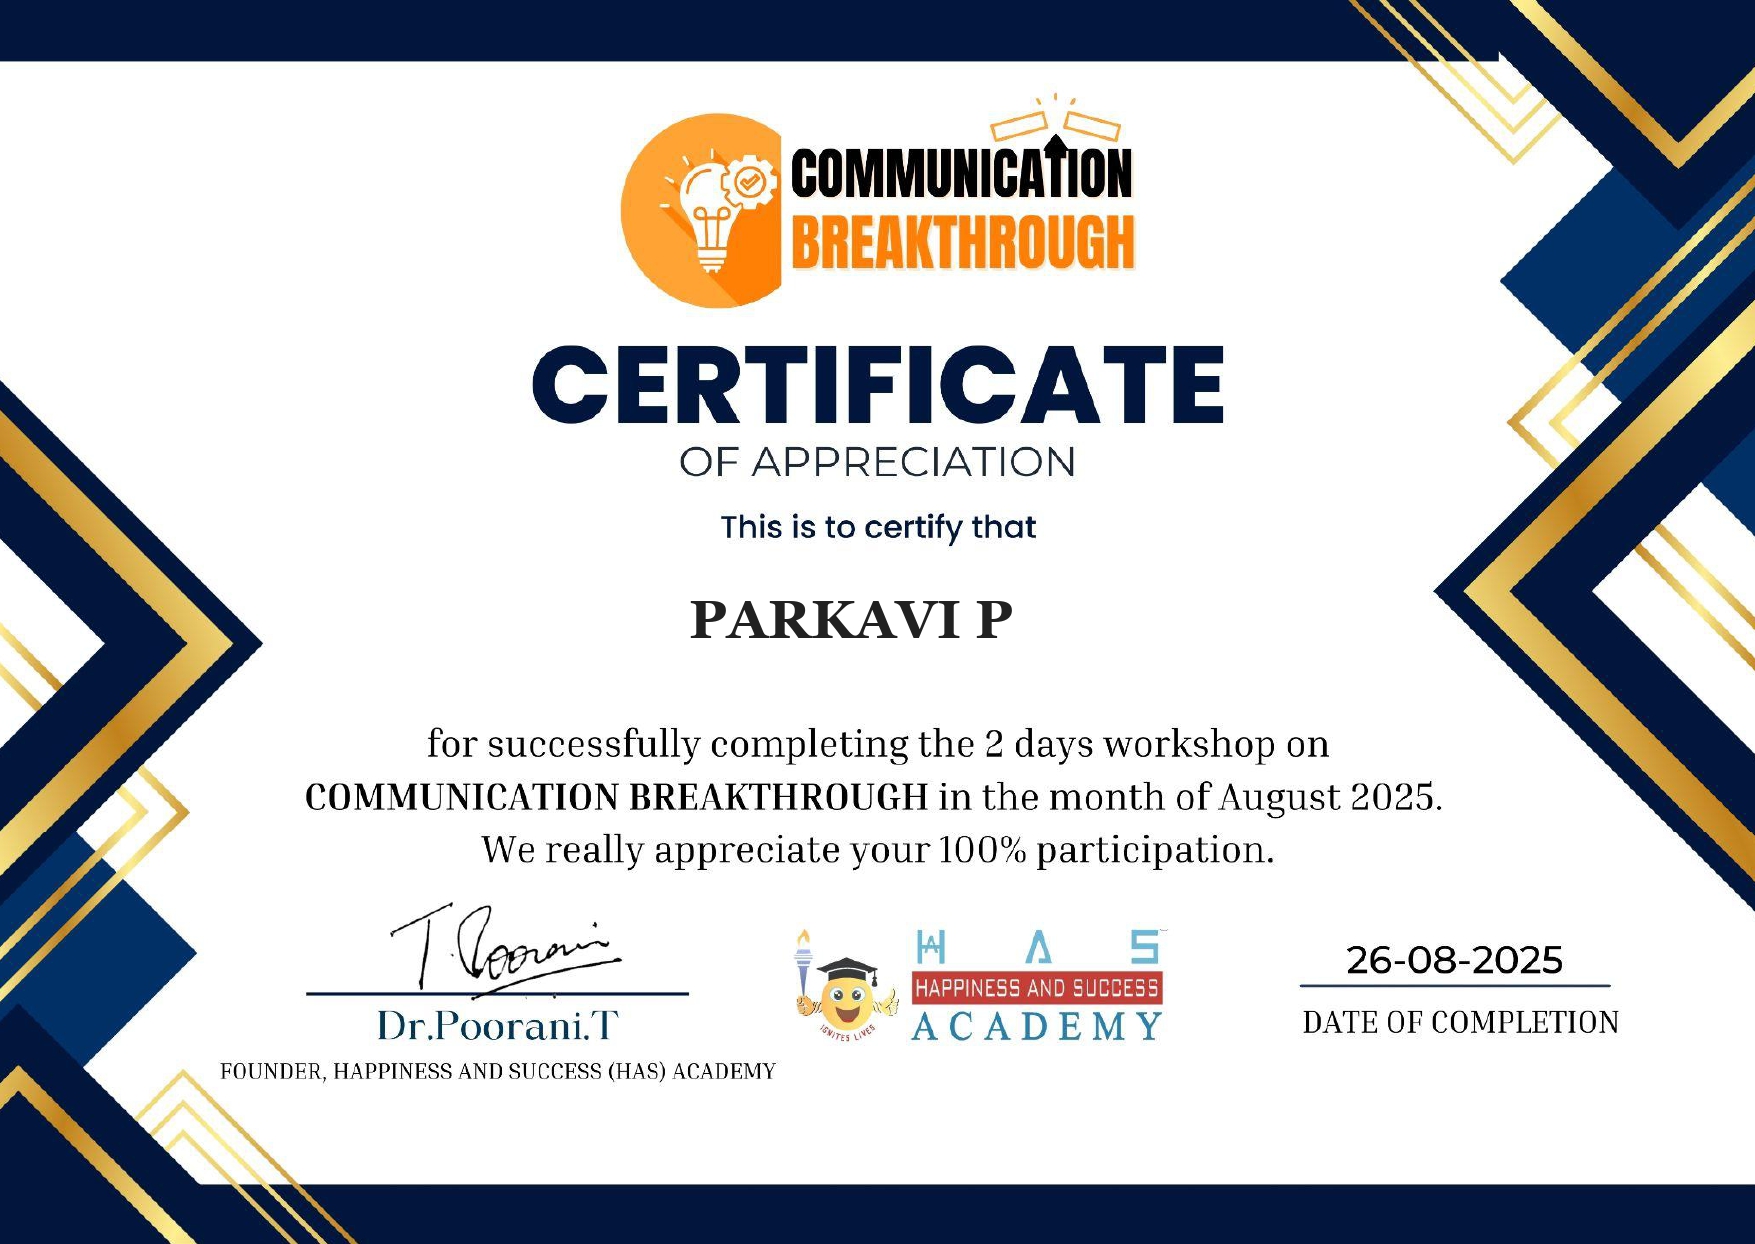 COMMUNICATION
BREAKTHROUGH
CERTIFICATE
OF APPRECIATION
This is to certify that
PARKAVI P
for successfully completing the 2 days workshop on
COMMUNICATION BREAKTHROUGH in the month of August 2025.
We really appreciate your 100% participation.
T. Poorani
Dr.Poorani.T
FOUNDER, HAPPINESS AND SUCCESS (HAS) ACADEMY
IGNITES LIVES
H A S
HAPPINESS AND SUCCESS
ACADEMY
26-08-2025
DATE OF COMPLETION